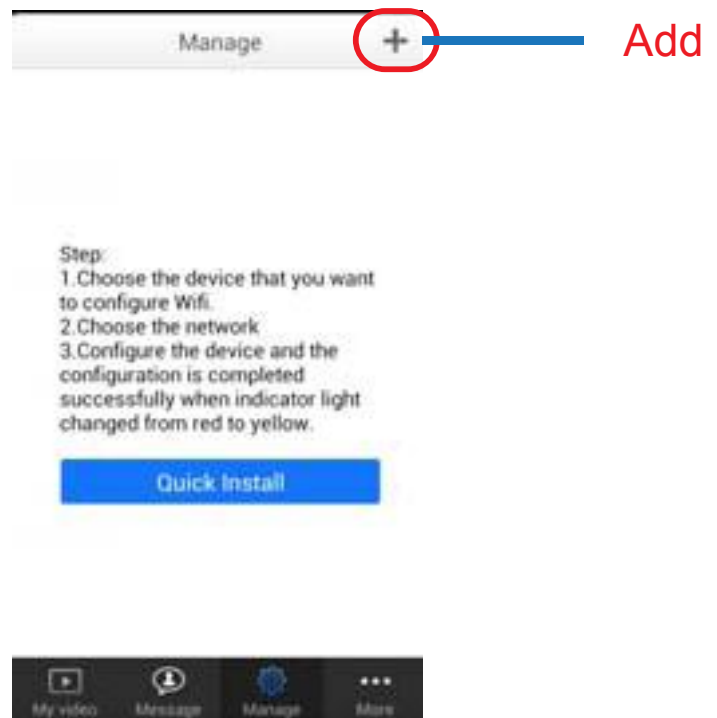 Manage + Add
Step:
1.Choose the device that you want
to configure Wifi.
2.Choose the network
3.Configure the device and the
configuration is completed
successfully when indicator light
changed from red to yellow.
Quick Install
My video Message Manage More